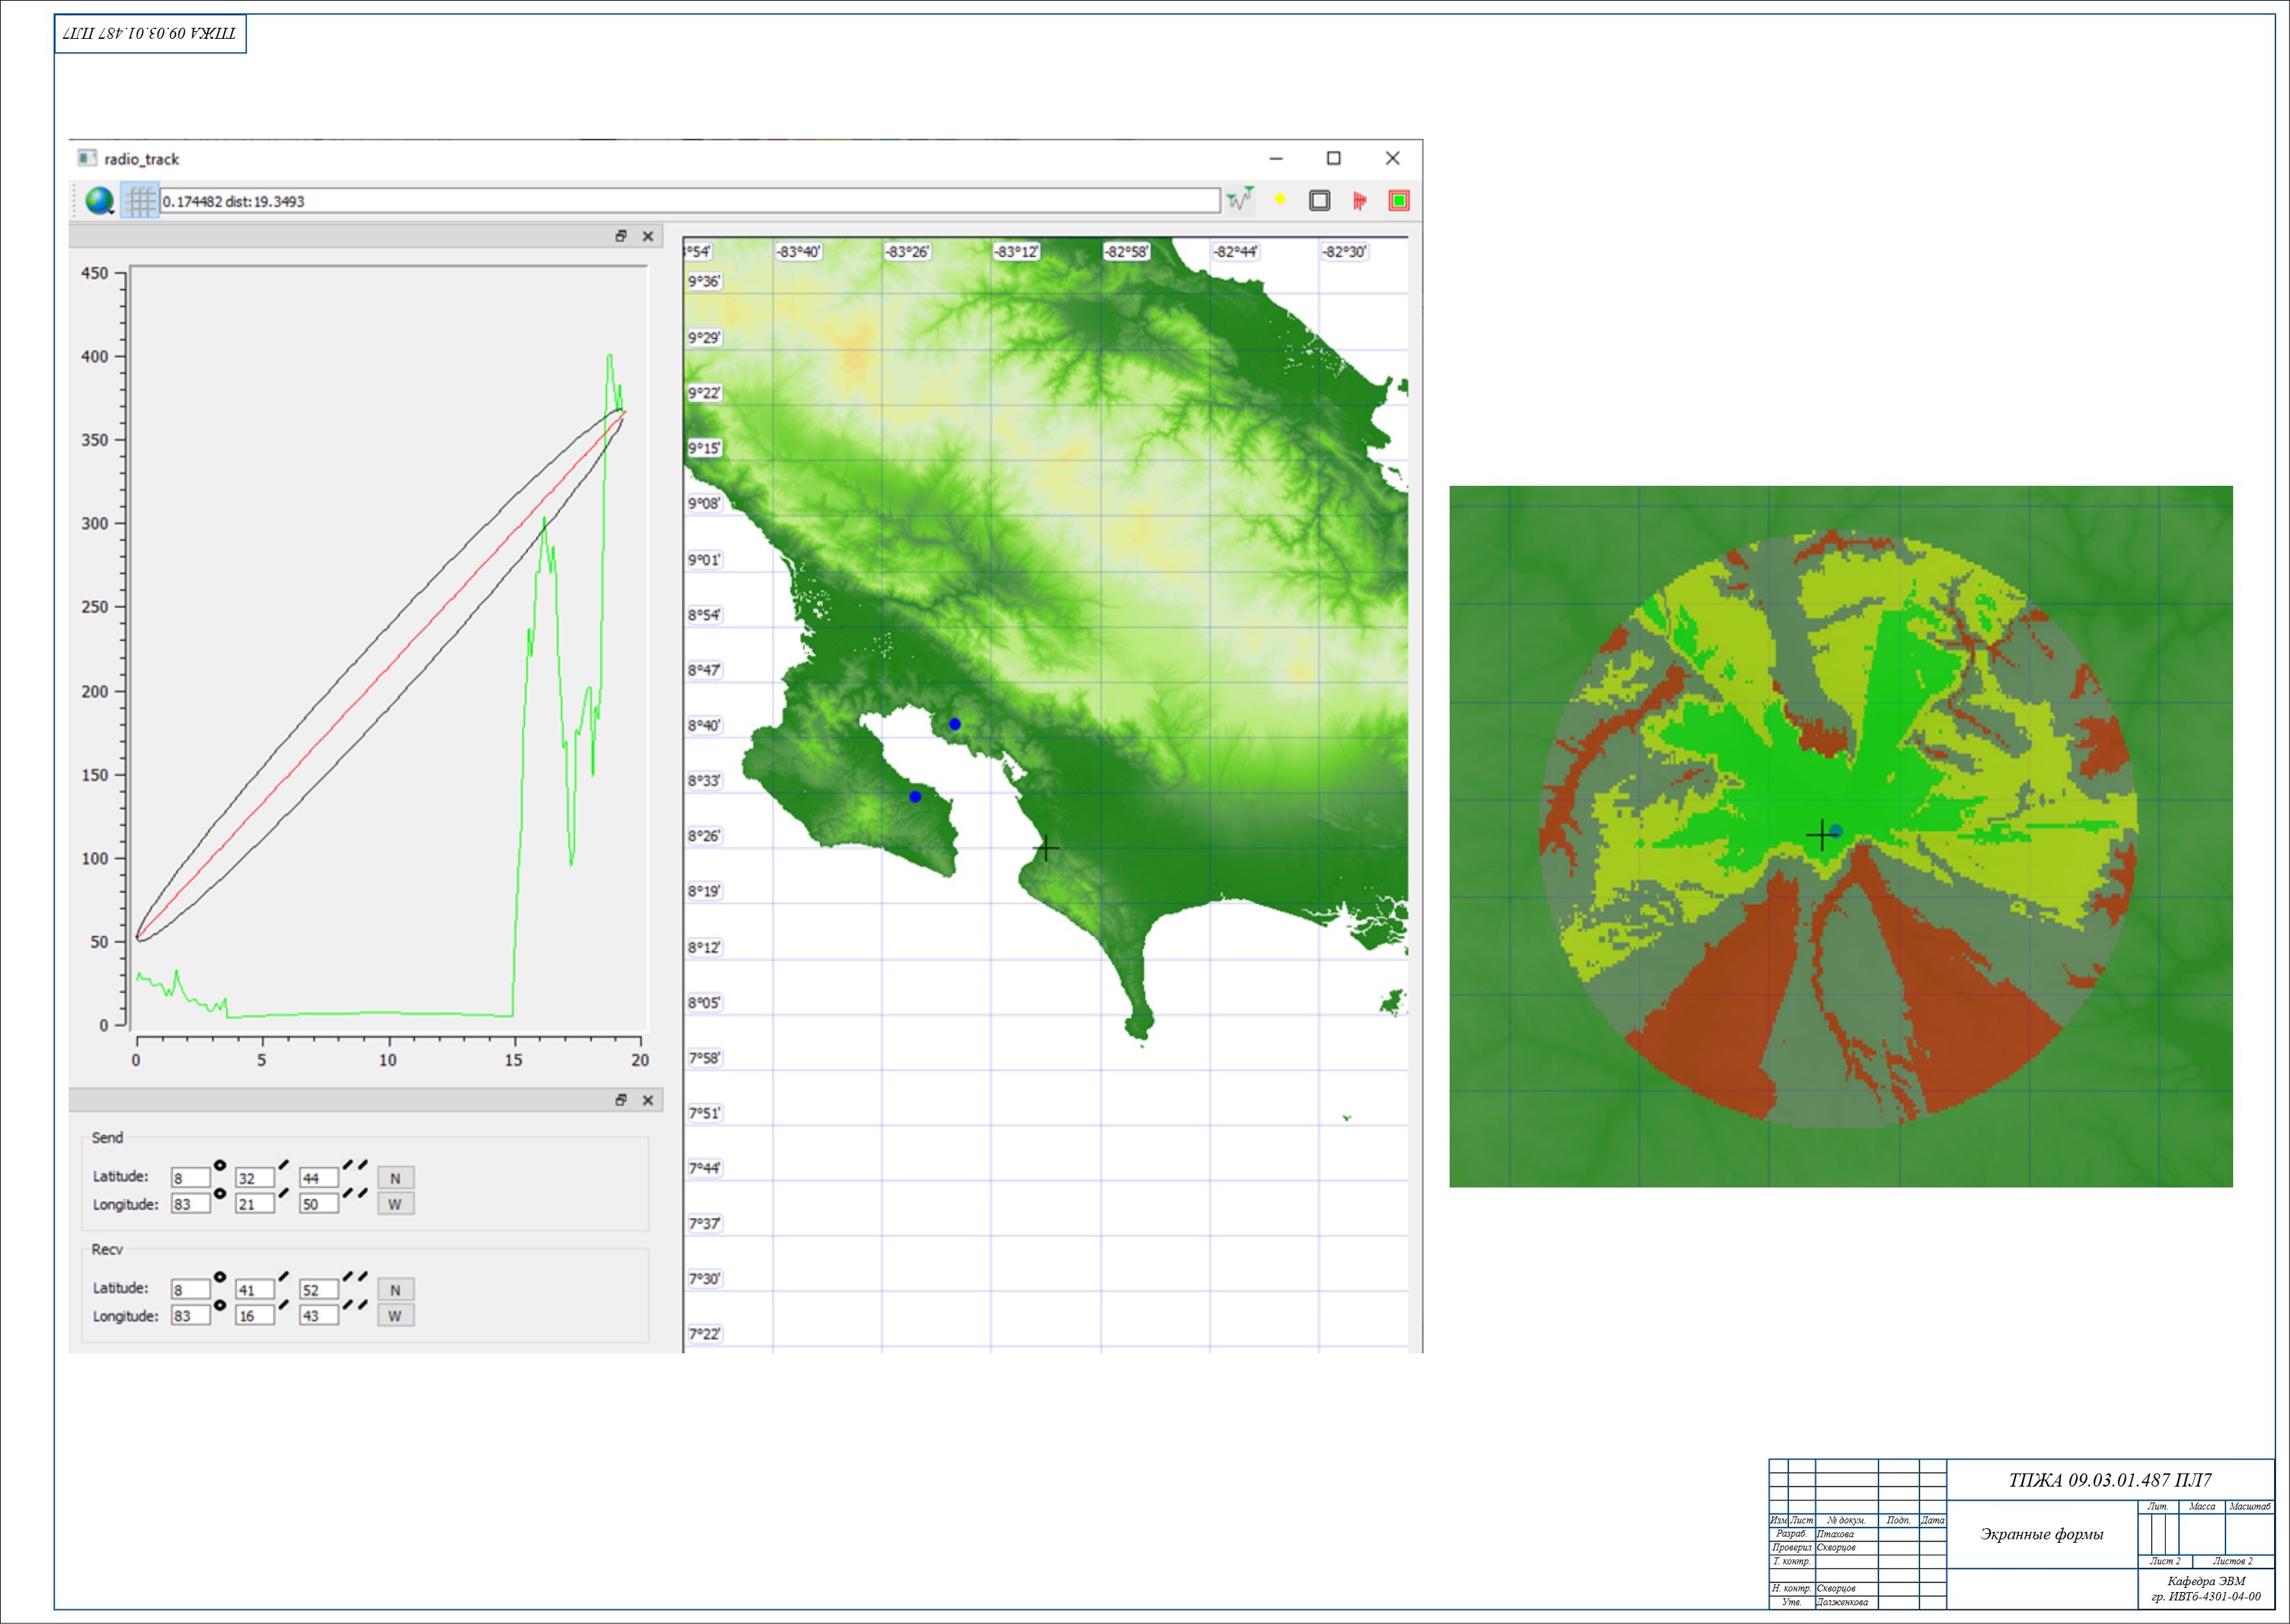 ТПЖА 09.03.01.487 ПЛ7
radio_track
0.174482 dist:19.3493
450
400
350
300
250
200
150
100
50
0
0 5 10 15 20
Send
Latitude: 8 32 44 N
Longitude: 83 21 50 W
Recv
Latitude: 8 41 52 N
Longitude: 83 16 43 W
°54' -83°40' -83°26' -83°12' -82°58' -82°44' -82°30'
9°36'
9°29'
9°22'
9°15'
9°08'
9°01'
8°54'
8°47'
8°40'
8°33'
8°26'
8°19'
8°12'
8°05'
7°58'
7°51'
7°44'
7°37'
7°30'
7°22'
ТПЖА 09.03.01.487 ПЛ7
Лит. Масса Масштаб
Изм Лист № докум. Подп. Дата
Разраб. Птахова
Проверил Скворцов
Т. контр.
Н. контр. Скворцов
Утв. Долженкова
Экранные формы
Лист 2 Листов 2
Кафедра ЭВМ
гр. ИВТб-4301-04-00